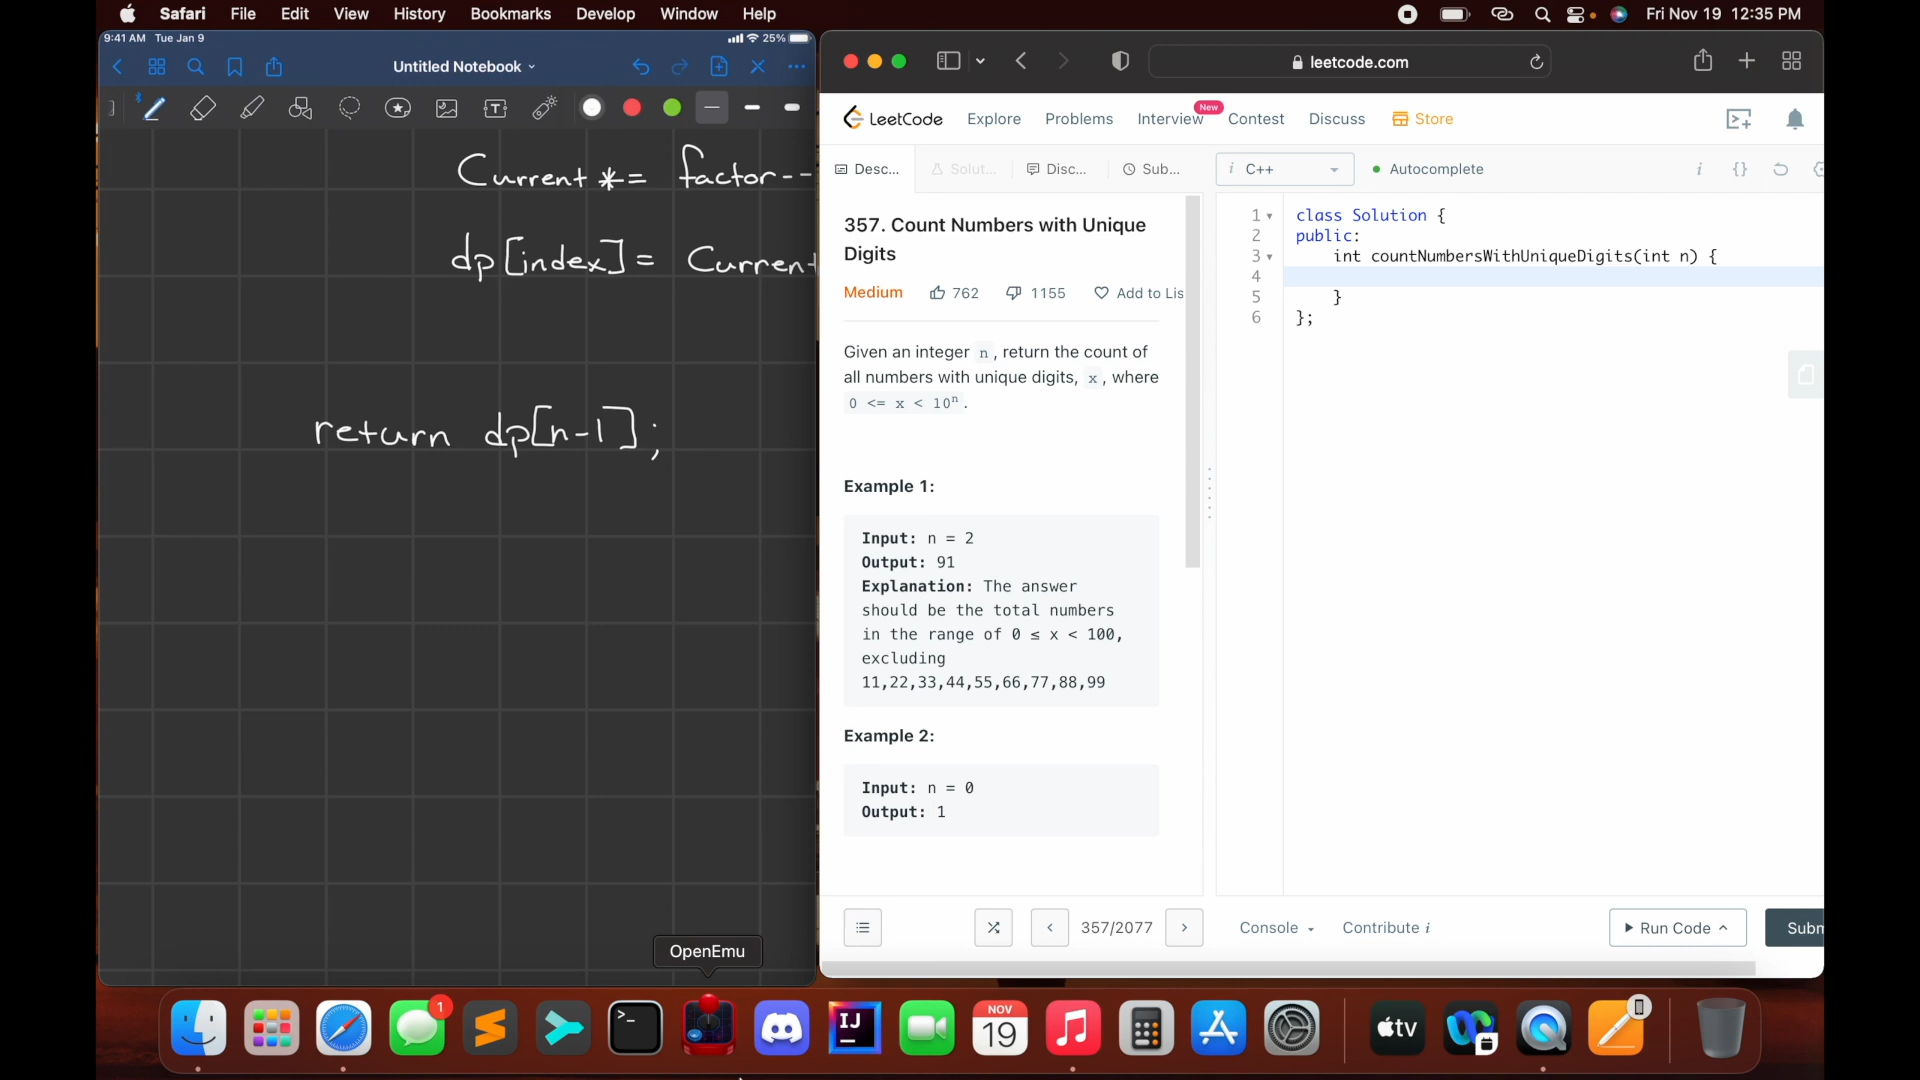 Safari File Edit View History Bookmarks Develop Window Help Fri Nov 19 12:35 PM
9:41 AM Tue Jan 9 25%
Untitled Notebook
Current *= factor--
dp[index] = Current
return dp[n-1];
leetcode.com
LeetCode Explore Problems Interview New Contest Discuss Store
Desc... Solut... Disc... Sub...
i C++ Autocomplete i {}
357. Count Numbers with Unique
Digits
Medium 762 1155 Add to Lis
Given an integer n, return the count of
all numbers with unique digits, x, where
0 <= x < 10ⁿ.
Example 1:
Input: n = 2
Output: 91
Explanation: The answer
should be the total numbers
in the range of 0 ≤ x < 100,
excluding
11,22,33,44,55,66,77,88,99
Example 2:
Input: n = 0
Output: 1
1 class Solution {
2 public:
3 int countNumbersWithUniqueDigits(int n) {
4
5 }
6 };
357/2077 Console Contribute i Run Code Subm
OpenEmu
1
>_
IJ
NOV
19
tv